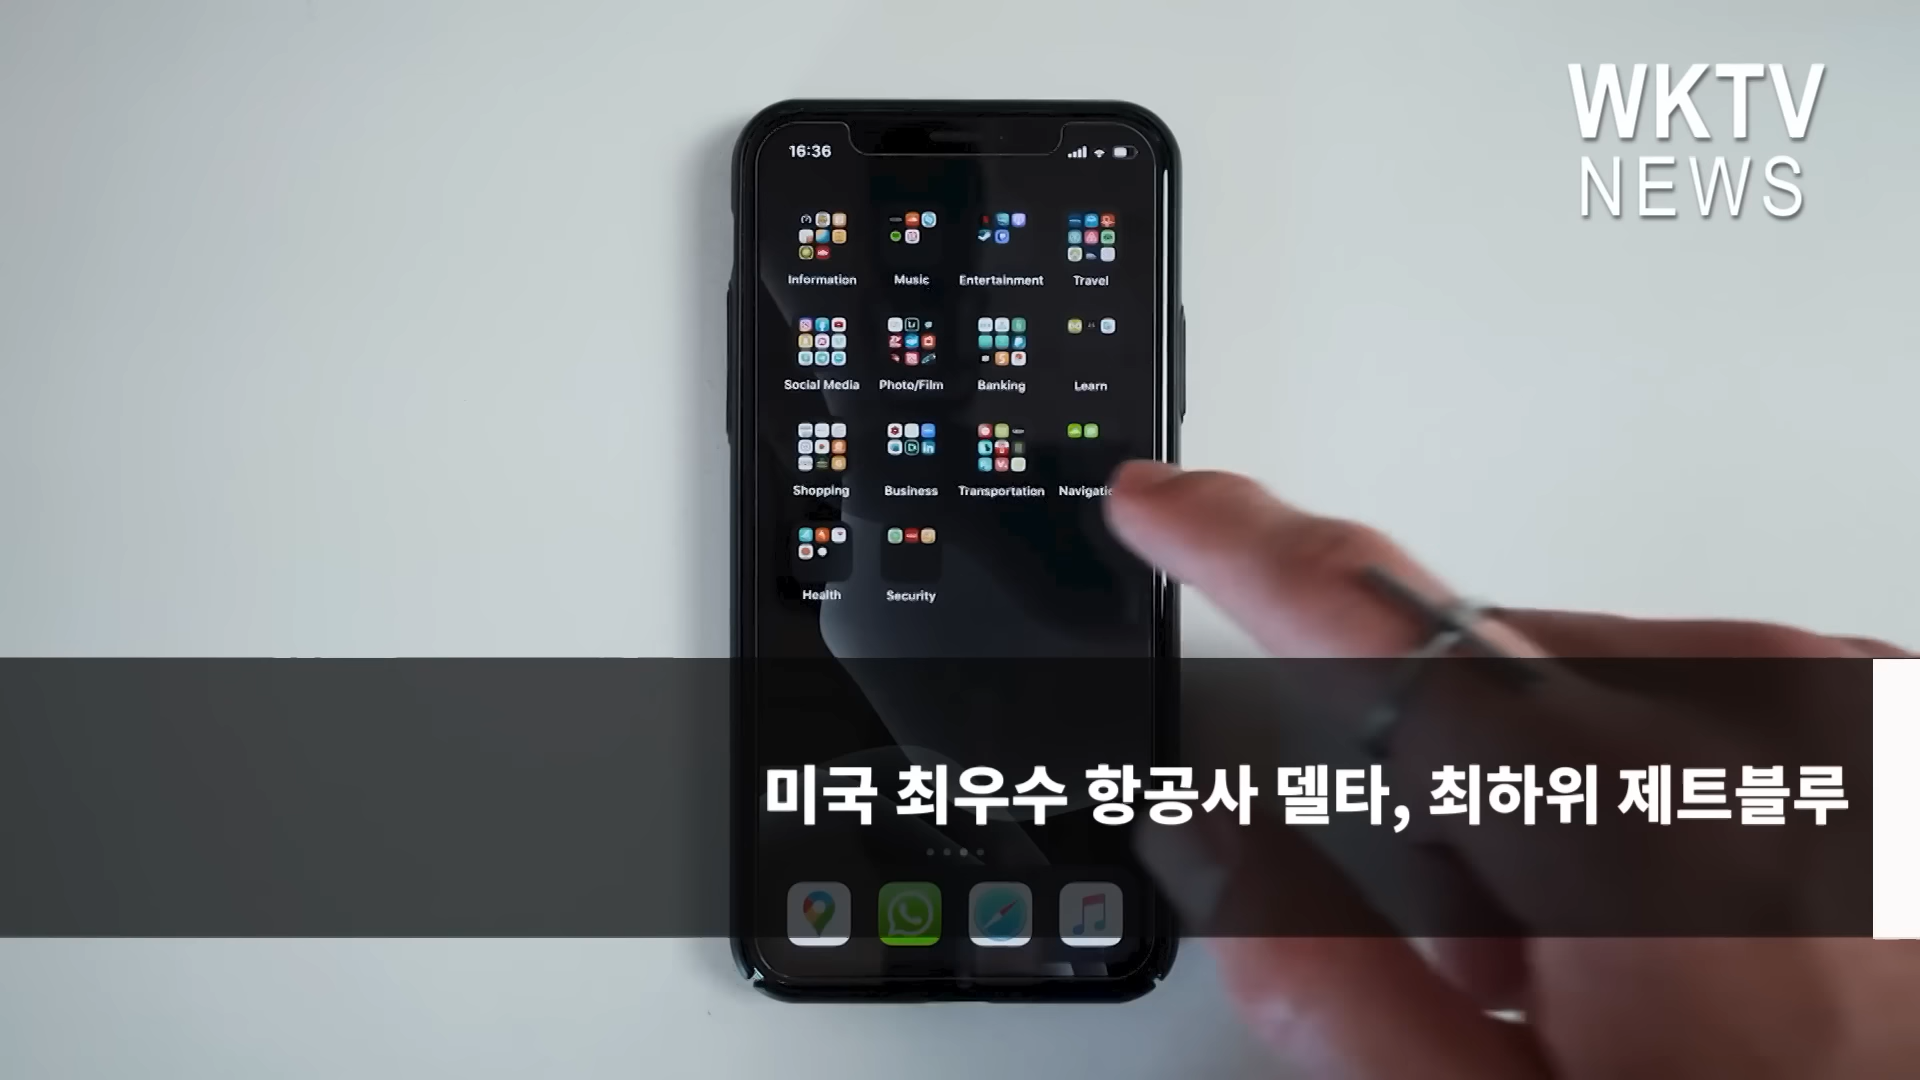 WKTV
NEWS
16:36
Information Music Entertainment Travel
Social Media Photo/Film Banking Learn
Shopping Business Transportation
Health Security
미국 최우수 항공사 델타, 최하위 제트블루